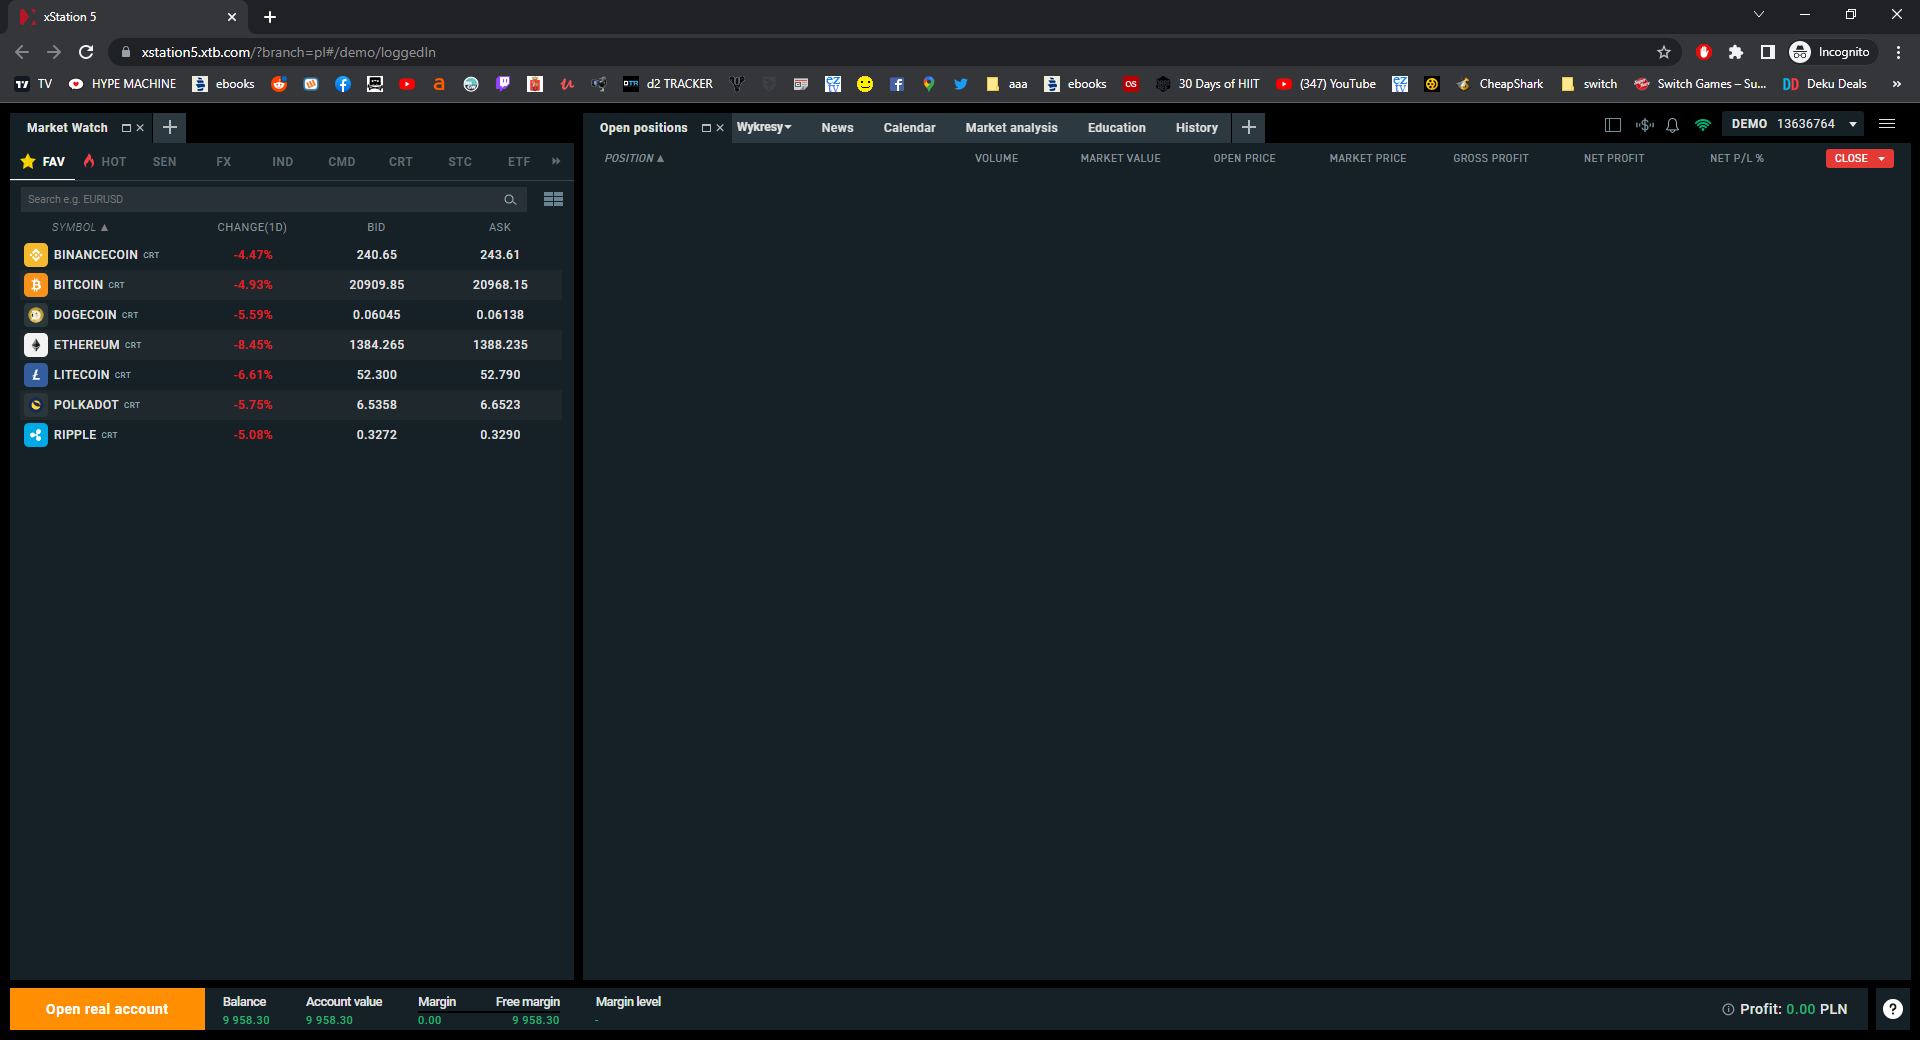 xStation 5
xstation5.xtb.com/?branch=pl#/demo/loggedIn
Incognito
TV HYPE MACHINE ebooks d2 TRACKER aaa ebooks 30 Days of HIIT (347) YouTube CheapShark switch Switch Games – Su... Deku Deals »
Market Watch
Open positions Wykresy News Calendar Market analysis Education History
DEMO 13636764
FAV HOT SEN FX IND CMD CRT STC ETF
POSITION VOLUME MARKET VALUE OPEN PRICE MARKET PRICE GROSS PROFIT NET PROFIT NET P/L % CLOSE
Search e.g. EURUSD
SYMBOL CHANGE(1D) BID ASK
BINANCECOIN CRT -4.47% 240.65 243.61
BITCOIN CRT -4.93% 20909.85 20968.15
DOGECOIN CRT -5.59% 0.06045 0.06138
ETHEREUM CRT -8.45% 1384.265 1388.235
LITECOIN CRT -6.61% 52.300 52.790
POLKADOT CRT -5.75% 6.5358 6.6523
RIPPLE CRT -5.08% 0.3272 0.3290
Open real account
Balance Account value Margin Free margin Margin level
9 958.30 9 958.30 0.00 9 958.30 -
Profit: 0.00 PLN
?